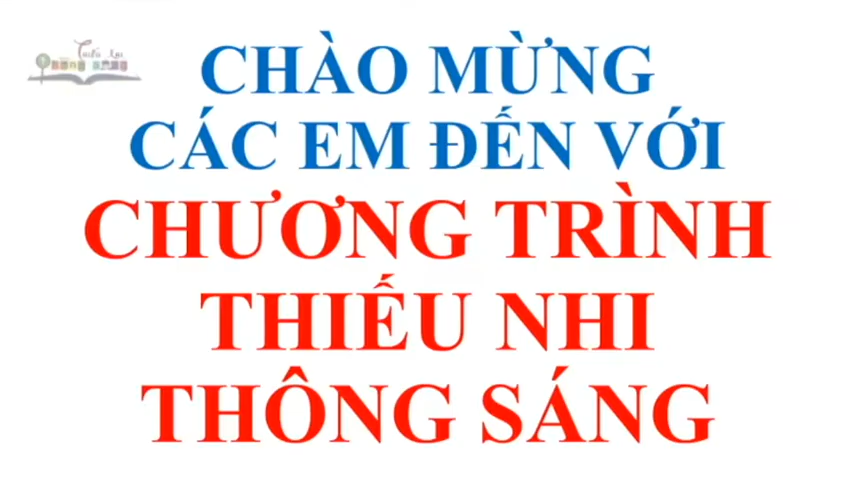 CHÀO MỪNG
CÁC EM ĐẾN VỚI
CHƯƠNG TRÌNH
THIẾU NHI
THÔNG SÁNG